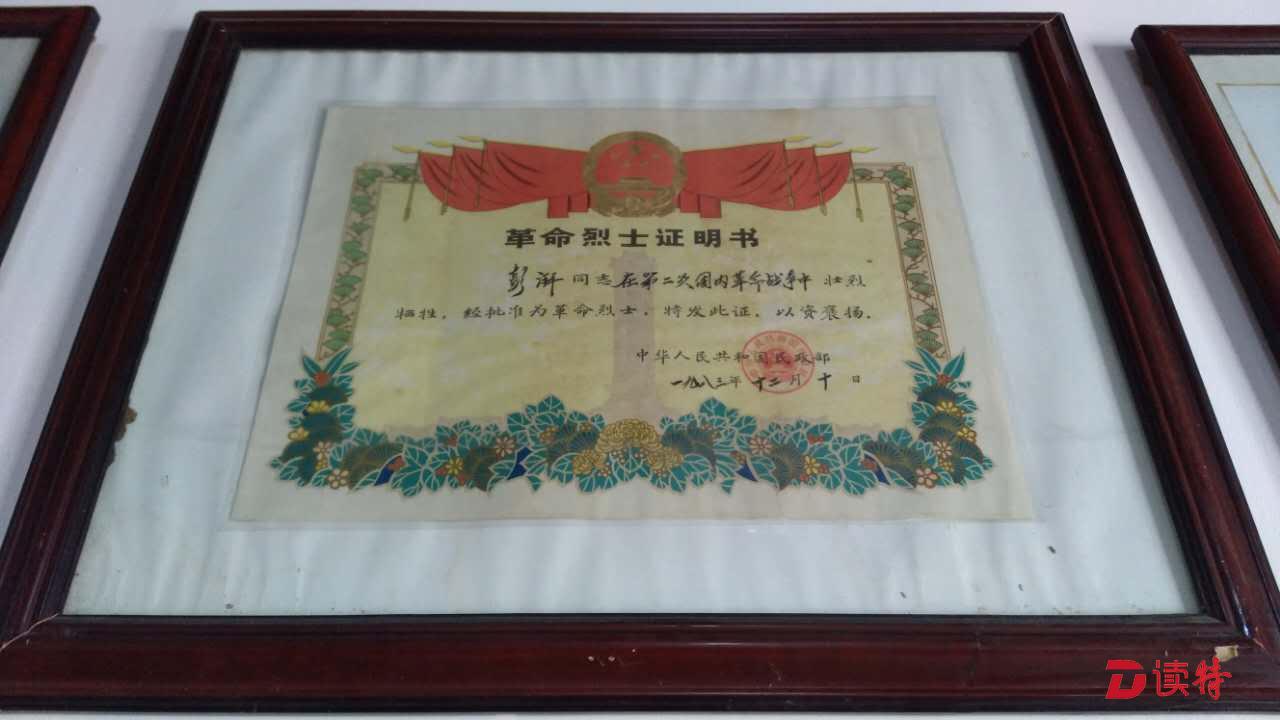 革命烈士证明书
彭湃同志在第二次国内革命战争中 壮烈
牺牲，经批准为革命烈士，特发此证，以资褒扬。
中华人民共和国民政部
一九八三年 十二月 十 日
读特